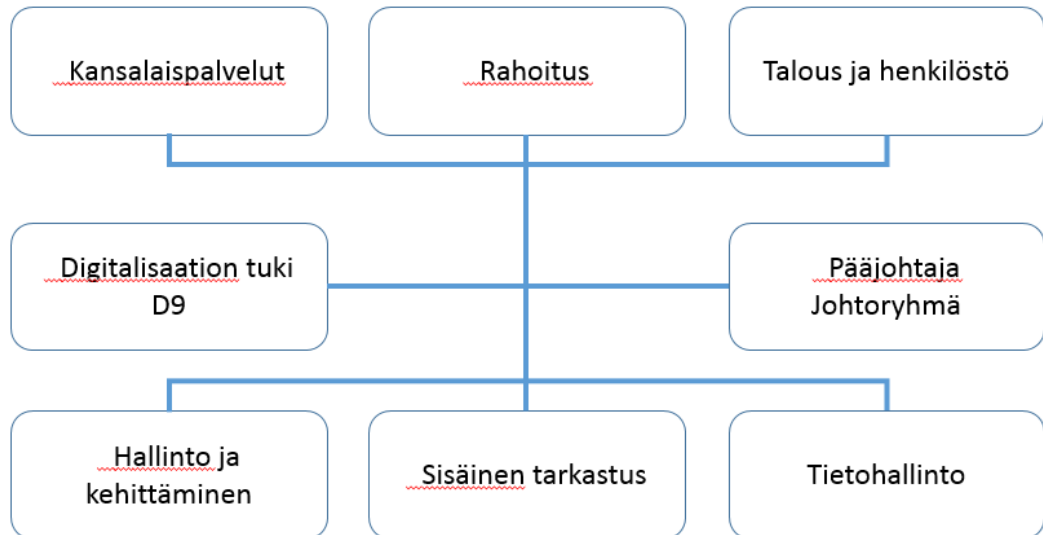 Kansalaispalvelut
Rahoitus
Talous ja henkilöstö
Digitalisaation tuki
D9
Pääjohtaja
Johtoryhmä
Hallinto ja
kehittäminen
Sisäinen tarkastus
Tietohallinto